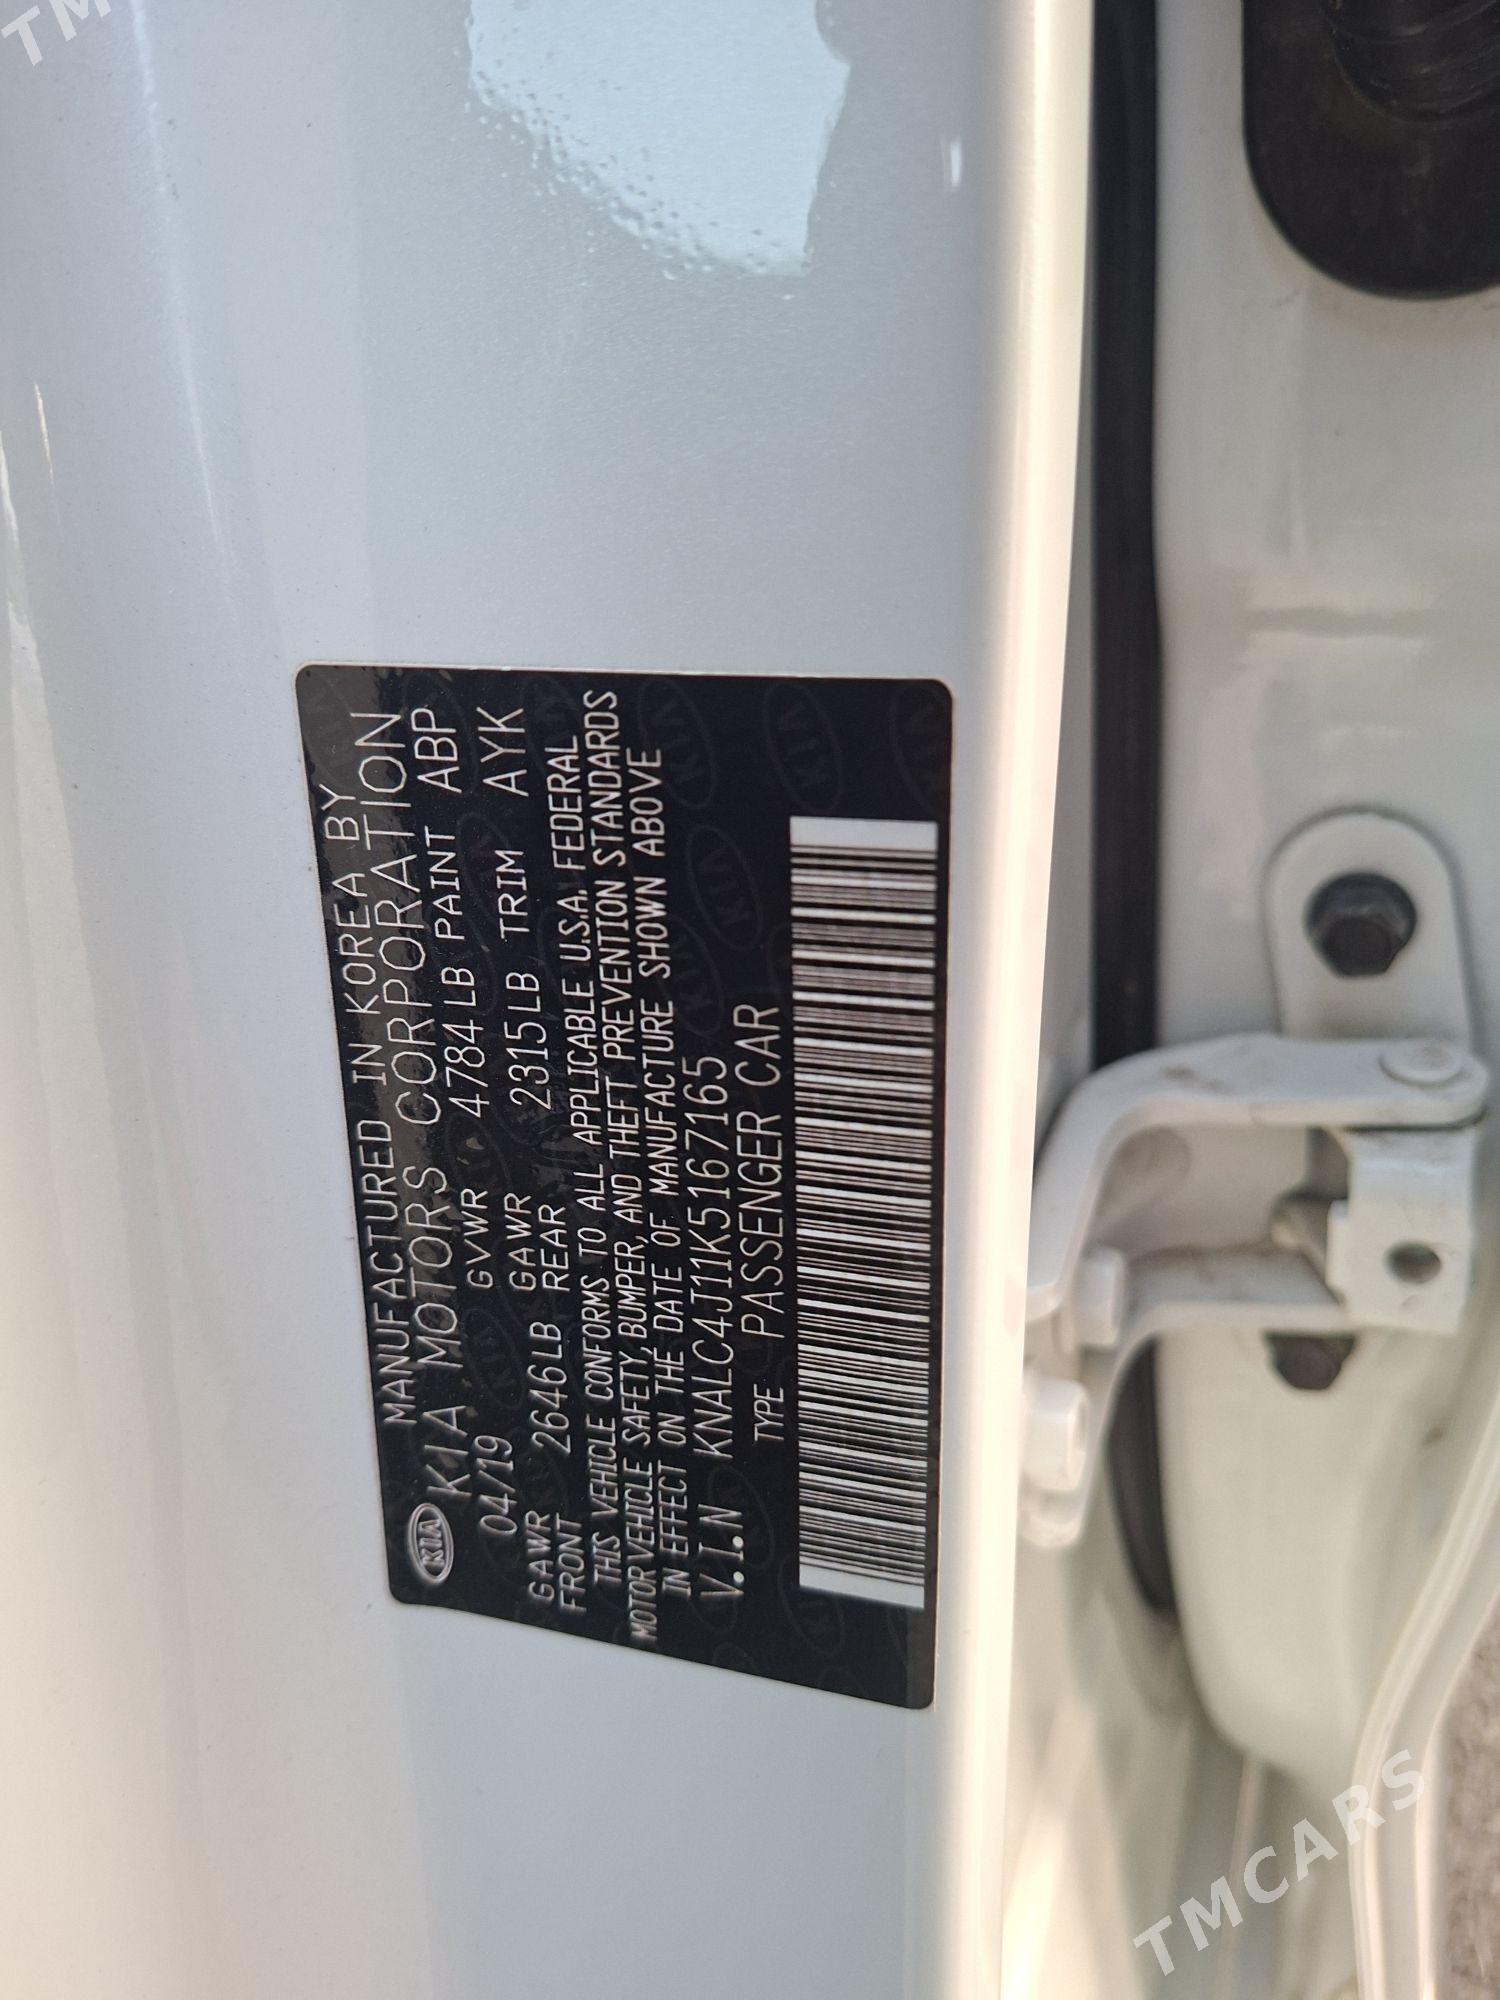 MANUFACTURED IN KOREA BY
KIA
KIA MOTORS CORPORATION
04/19 GVWR 4784LB PAINT ABP
GAWR FRONT 2646LB GAWR REAR 2315LB TRIM AYK
THIS VEHICLE CONFORMS TO ALL APPLICABLE U.S.A. FEDERAL
MOTOR VEHICLE SAFETY, BUMPER, AND THEFT PREVENTION STANDARDS
IN EFFECT ON THE DATE OF MANUFACTURE SHOWN ABOVE
V.I.N KNALC4J11K5167165
TYPE PASSENGER CAR
TMCARS
TM